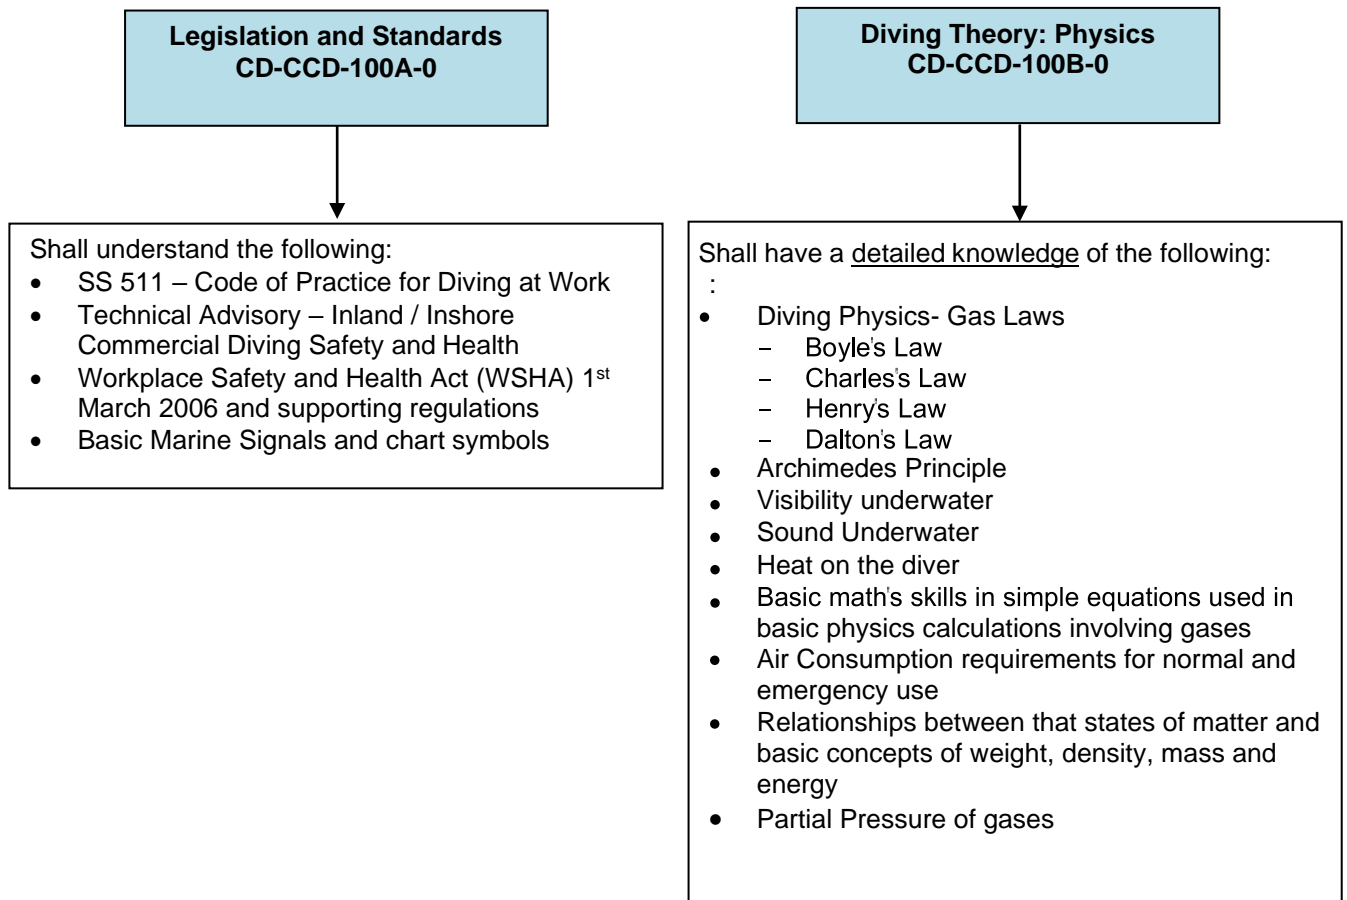 Legislation and Standards
CD-CCD-100A-0
Shall understand the following:
• SS 511 – Code of Practice for Diving at Work
• Technical Advisory – Inland / Inshore
Commercial Diving Safety and Health
• Workplace Safety and Health Act (WSHA) 1st
March 2006 and supporting regulations
• Basic Marine Signals and chart symbols
Diving Theory: Physics
CD-CCD-100B-0
Shall have a detailed knowledge of the following:
:
• Diving Physics- Gas Laws
– Boyle's Law
– Charles's Law
– Henry's Law
– Dalton's Law
• Archimedes Principle
• Visibility underwater
• Sound Underwater
• Heat on the diver
• Basic math's skills in simple equations used in
basic physics calculations involving gases
• Air Consumption requirements for normal and
emergency use
• Relationships between that states of matter and
basic concepts of weight, density, mass and
energy
• Partial Pressure of gases